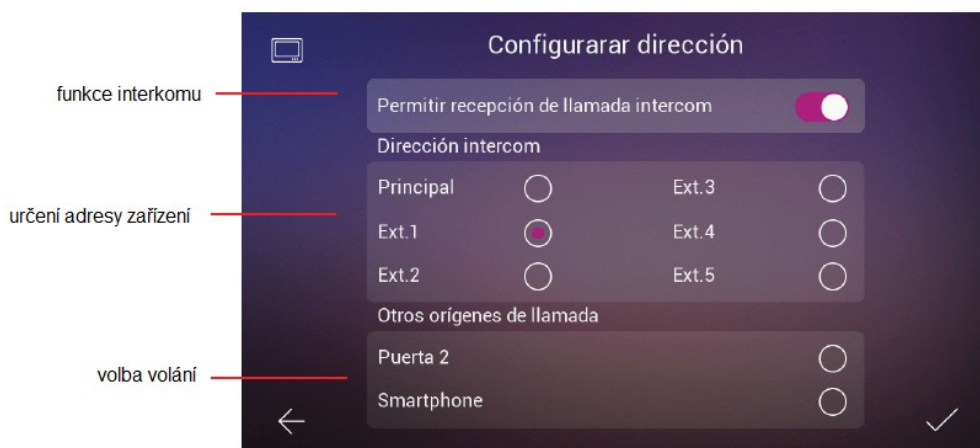 Configurarar dirección
funkce interkomu
Permitir recepción de llamada intercom
Dirección intercom
Principal Ext.3
určení adresy zařízení
Ext.1 Ext.4
Ext.2 Ext.5
Otros orígenes de llamada
Puerta 2
volba volání
Smartphone